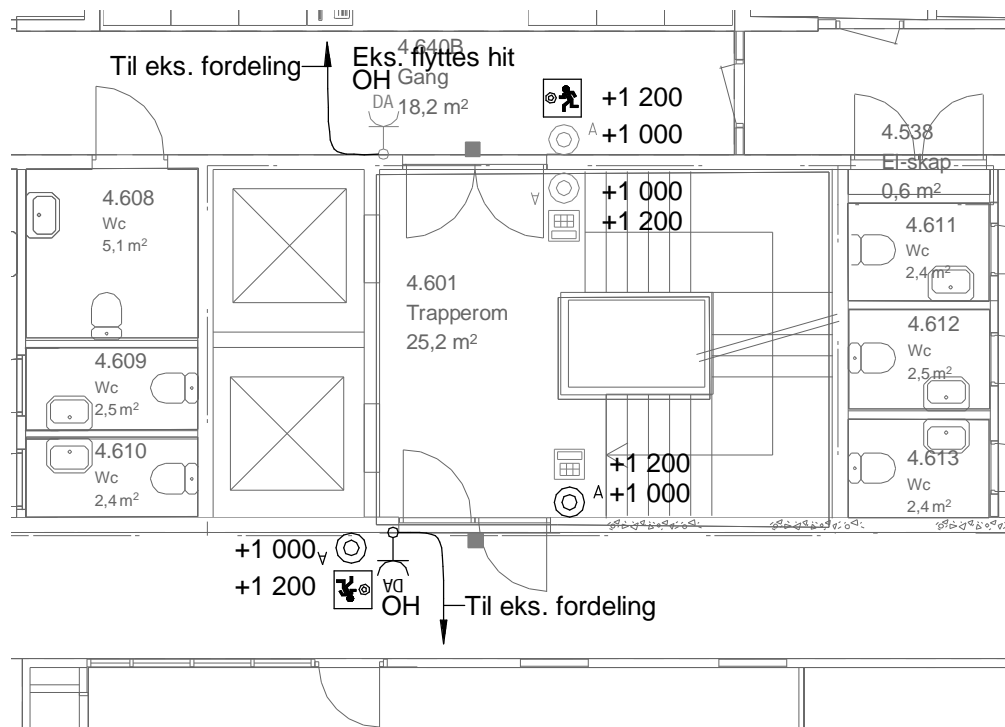 Til eks. fordeling
4.640B
Eks. flyttes hit
OH
Gang
DA
18,2 m²
+1 200
A
+1 000
4.538
El-skap
0,6 m²
4.608
Wc
5,1 m²
A
+1 000
+1 200
4.611
Wc
2,4 m²
4.601
Trapperom
25,2 m²
4.612
Wc
2,5 m²
4.609
Wc
2,5 m²
4.610
Wc
2,4 m²
+1 200
A
+1 000
4.613
Wc
2,4 m²
+1 000
A
+1 200
DA
OH
Til eks. fordeling